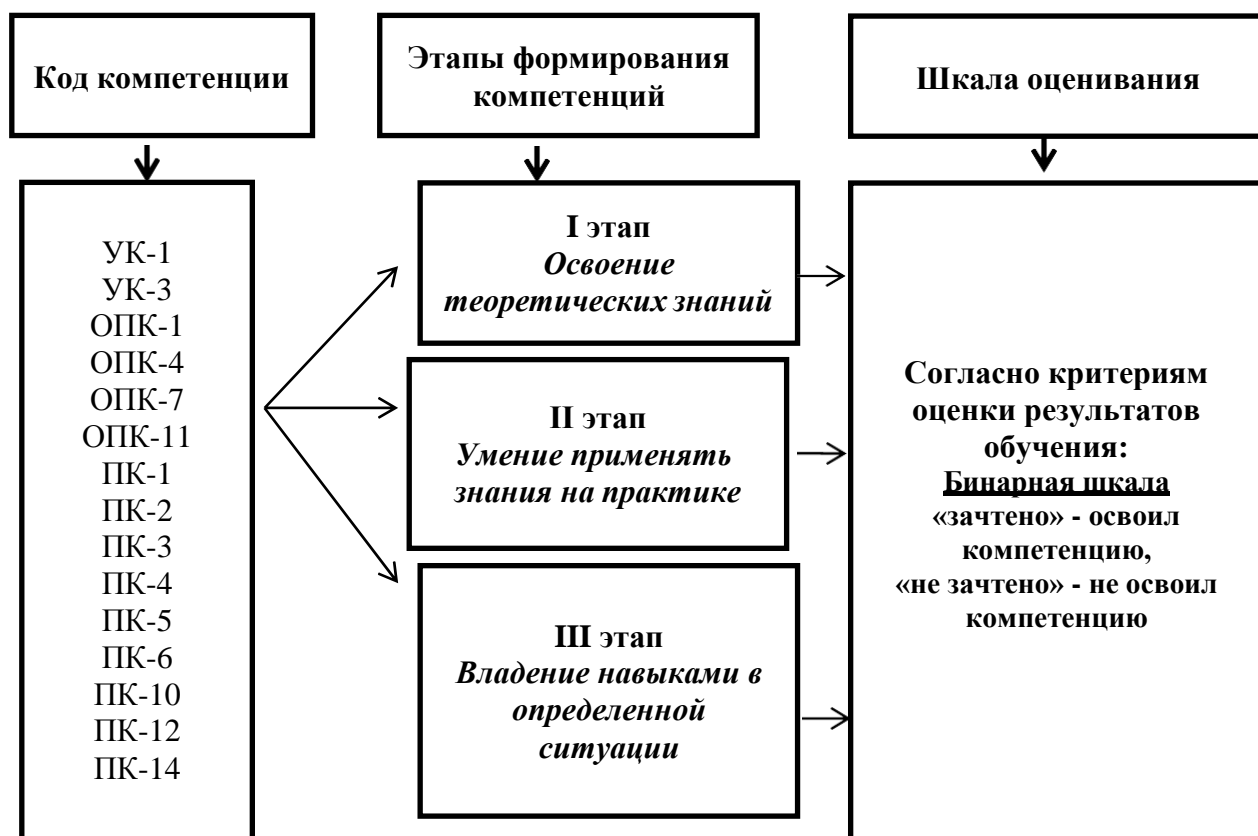 Код компетенции
Этапы формирования
компетенций
Шкала оценивания
УК-1
УК-3
ОПК-1
ОПК-4
ОПК-7
ОПК-11
ПК-1
ПК-2
ПК-3
ПК-4
ПК-5
ПК-6
ПК-10
ПК-12
ПК-14
I этап
Освоение
теоретических знаний
II этап
Умение применять
знания на практике
III этап
Владение навыками в
определенной
ситуации
Согласно критериям
оценки результатов
обучения:
Бинарная шкала
«зачтено» - освоил
компетенцию,
«не зачтено» - не освоил
компетенцию